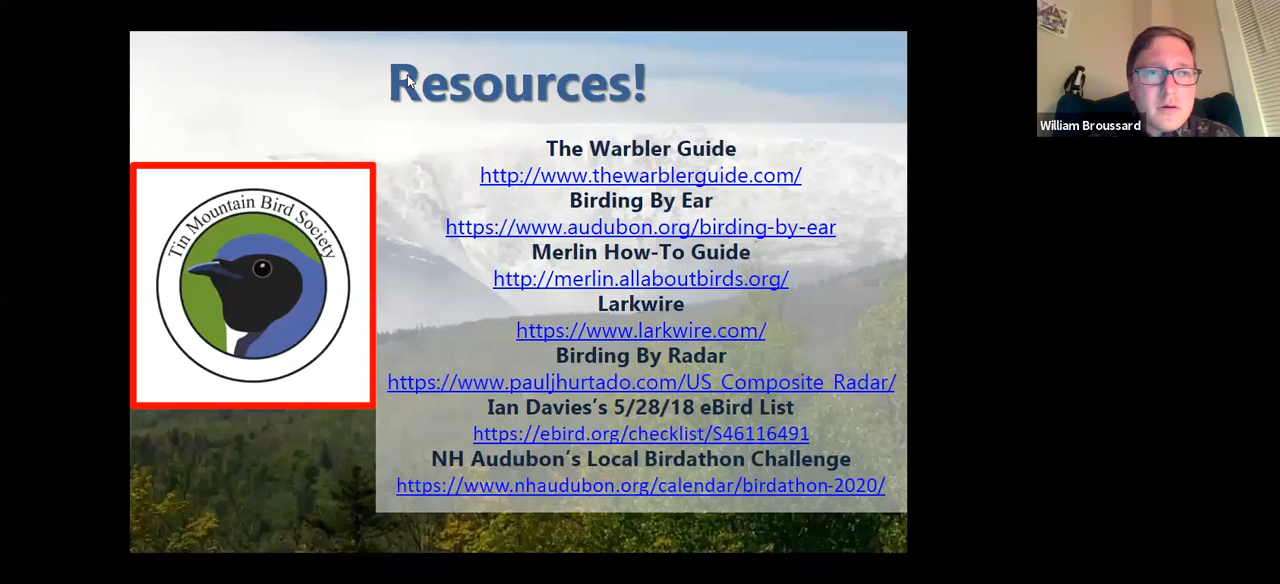 Resources!
The Warbler Guide
http://www.thewarblerguide.com/
Birding By Ear
https://www.audubon.org/birding-by-ear
Merlin How-To Guide
http://merlin.allaboutbirds.org/
Larkwire
https://www.larkwire.com/
Birding By Radar
https://www.pauljhurtado.com/US_Composite_Radar/
Ian Davies’s 5/28/18 eBird List
https://ebird.org/checklist/S46116491
NH Audubon’s Local Birdathon Challenge
https://www.nhaudubon.org/calendar/birdathon-2020/
Tin Mountain Bird Society
William Broussard